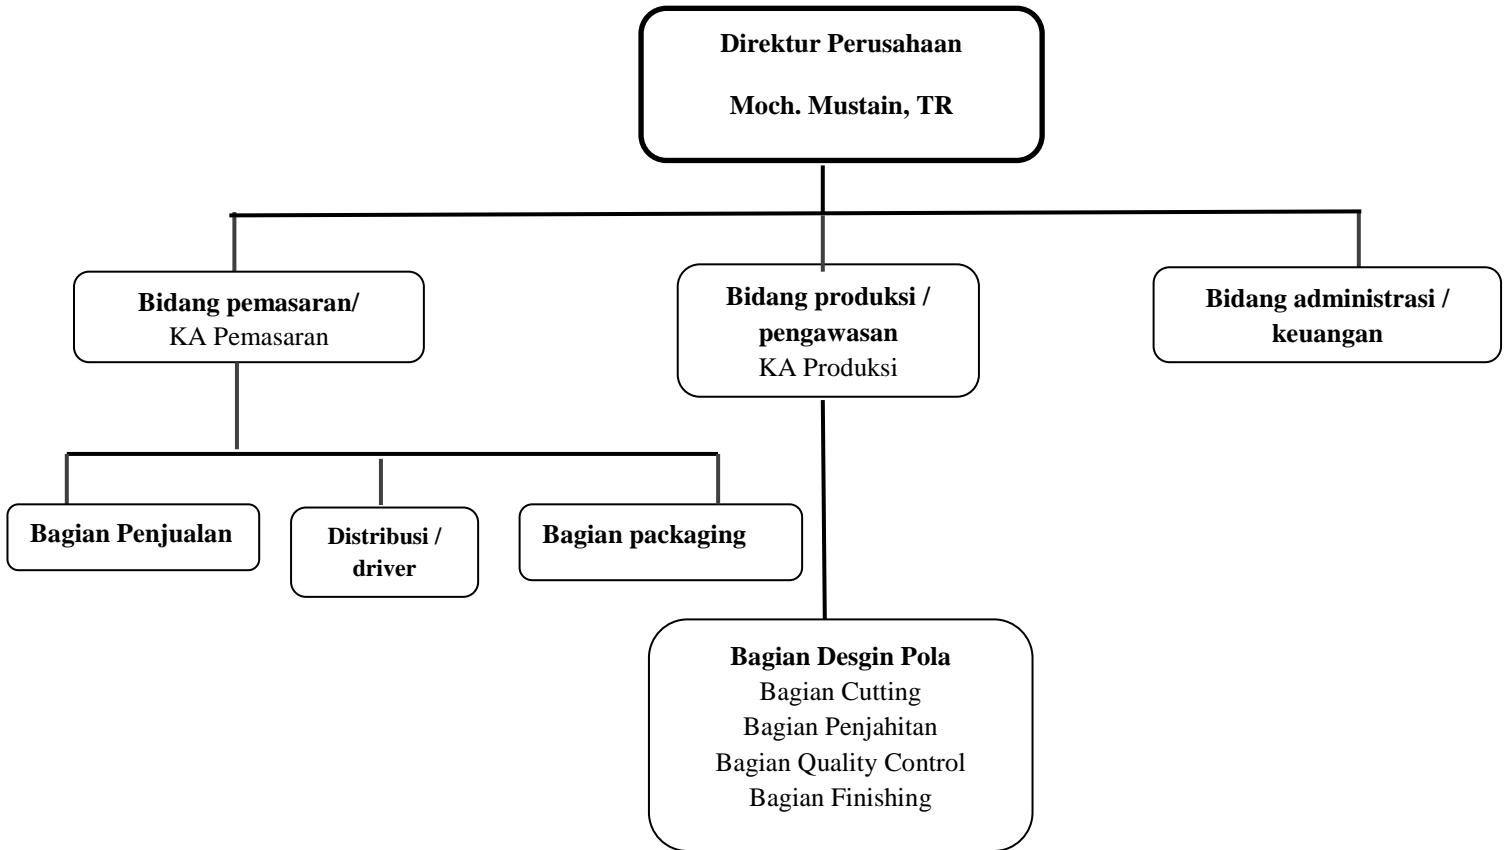 Direktur Perusahaan
Moch. Mustain, TR
Bidang pemasaran/
KA Pemasaran
Bidang produksi /
pengawasan
KA Produksi
Bidang administrasi /
keuangan
Bagian Penjualan
Distribusi /
driver
Bagian packaging
Bagian Desgin Pola
Bagian Cutting
Bagian Penjahitan
Bagian Quality Control
Bagian Finishing